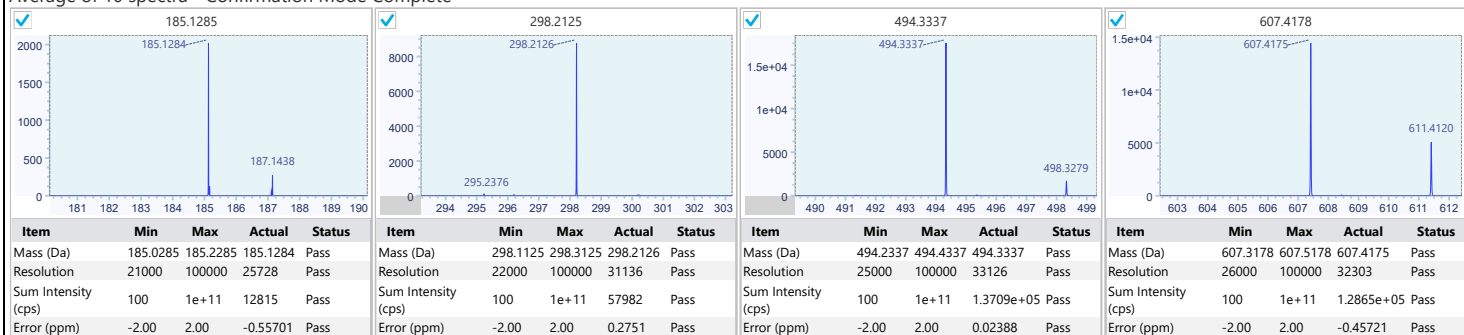 Average of 10 spectra - Confirmation Mode Complete
185.1285
2000
1500
1000
500
0
185.1284
187.1438
181 182 183 184 185 186 187 188 189 190
Item Min Max Actual Status
Mass (Da) 185.0285 185.2285 185.1284 Pass
Resolution 21000 100000 25728 Pass
Sum Intensity (cps) 100 1e+11 12815 Pass
Error (ppm) -2.00 2.00 -0.55701 Pass
298.2125
8000
6000
4000
2000
0
298.2126
295.2376
294 295 296 297 298 299 300 301 302 303
Item Min Max Actual Status
Mass (Da) 298.1125 298.3125 298.2126 Pass
Resolution 22000 100000 31136 Pass
Sum Intensity (cps) 100 1e+11 57982 Pass
Error (ppm) -2.00 2.00 0.2751 Pass
494.3337
1.5e+04
1e+04
5000
0
494.3337
498.3279
490 491 492 493 494 495 496 497 498 499
Item Min Max Actual Status
Mass (Da) 494.2337 494.4337 494.3337 Pass
Resolution 25000 100000 33126 Pass
Sum Intensity (cps) 100 1e+11 1.3709e+05 Pass
Error (ppm) -2.00 2.00 0.02388 Pass
607.4178
1.5e+04
1e+04
5000
0
607.4175
611.4120
603 604 605 606 607 608 609 610 611 612
Item Min Max Actual Status
Mass (Da) 607.3178 607.5178 607.4175 Pass
Resolution 26000 100000 32303 Pass
Sum Intensity (cps) 100 1e+11 1.2865e+05 Pass
Error (ppm) -2.00 2.00 -0.45721 Pass